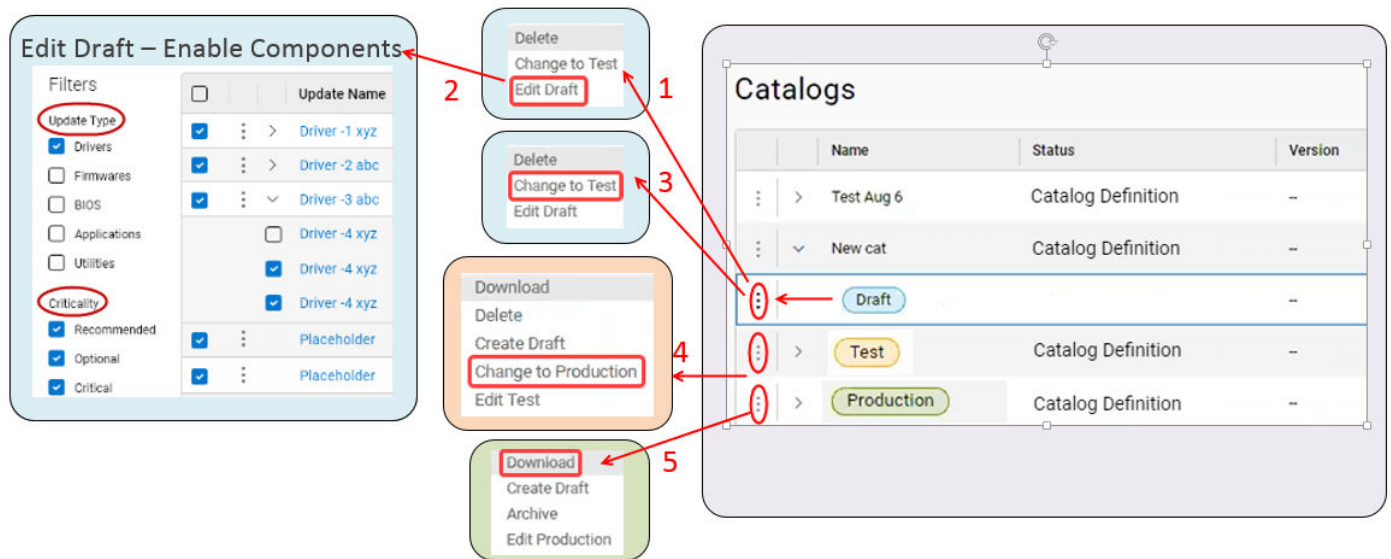 Edit Draft – Enable Components
Filters
Update Type
Drivers
Firmwares
BIOS
Applications
Utilities
Criticality
Recommended
Optional
Critical
Update Name
Driver -1 xyz
Driver -2 abc
Driver -3 abc
Driver -4 xyz
Driver -4 xyz
Driver -4 xyz
Placeholder
Placeholder
2
Delete
Change to Test
Edit Draft
1
Delete
Change to Test
Edit Draft
3
Download
Delete
Create Draft
Change to Production
Edit Test
4
Download
Create Draft
Archive
Edit Production
5
Catalogs
Name Status Version
Test Aug 6 Catalog Definition --
New cat Catalog Definition --
Draft --
Test Catalog Definition --
Production Catalog Definition --